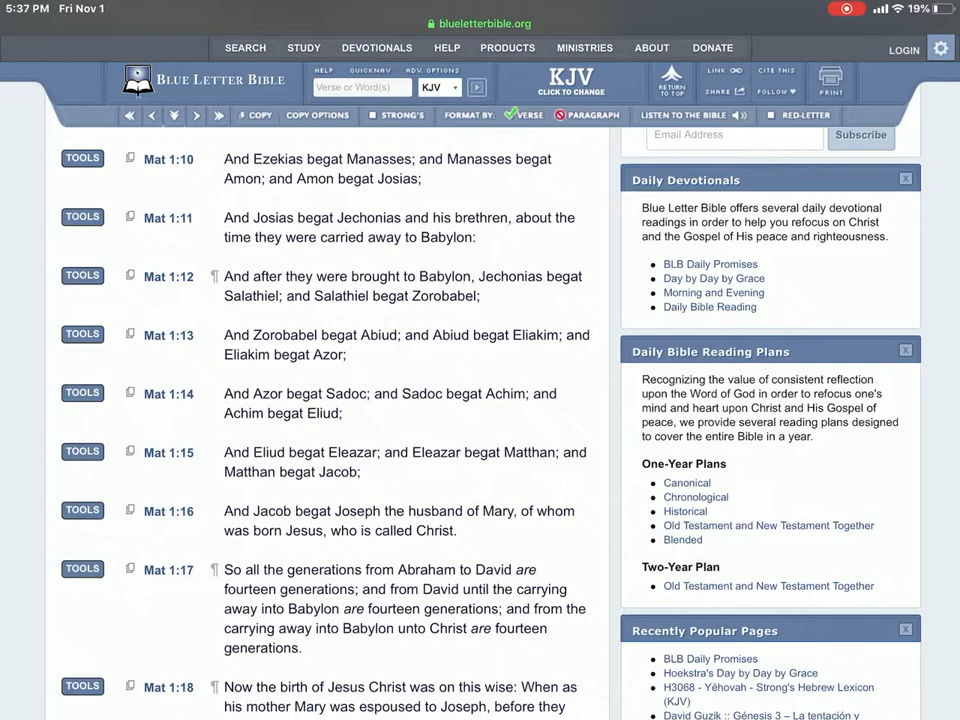 5:37 PM Fri Nov 1
19%
blueletterbible.org
SEARCH STUDY DEVOTIONALS HELP PRODUCTS MINISTRIES ABOUT DONATE
LOGIN
BLUE LETTER BIBLE
HELP QUICKNAV ADV. OPTIONS
Verse or Word(s) KJV
KJV
CLICK TO CHANGE
RETURN TO TOP
LINK CITE THIS
SHARE FOLLOW
PRINT
COPY COPY OPTIONS STRONG'S FORMAT BY: VERSE PARAGRAPH LISTEN TO THE BIBLE RED-LETTER
TOOLS Mat 1:10 And Ezekias begat Manasses; and Manasses begat
Amon; and Amon begat Josias;
TOOLS Mat 1:11 And Josias begat Jechonias and his brethren, about the
time they were carried away to Babylon:
TOOLS Mat 1:12 ¶ And after they were brought to Babylon, Jechonias begat
Salathiel; and Salathiel begat Zorobabel;
TOOLS Mat 1:13 And Zorobabel begat Abiud; and Abiud begat Eliakim; and
Eliakim begat Azor;
TOOLS Mat 1:14 And Azor begat Sadoc; and Sadoc begat Achim; and
Achim begat Eliud;
TOOLS Mat 1:15 And Eliud begat Eleazar; and Eleazar begat Matthan; and
Matthan begat Jacob;
TOOLS Mat 1:16 And Jacob begat Joseph the husband of Mary, of whom
was born Jesus, who is called Christ.
TOOLS Mat 1:17 ¶ So all the generations from Abraham to David are
fourteen generations; and from David until the carrying
away into Babylon are fourteen generations; and from the
carrying away into Babylon unto Christ are fourteen
generations.
TOOLS Mat 1:18 ¶ Now the birth of Jesus Christ was on this wise: When as
his mother Mary was espoused to Joseph, before they
Email Address Subscribe
Daily Devotionals
Blue Letter Bible offers several daily devotional
readings in order to help you refocus on Christ
and the Gospel of His peace and righteousness.
BLB Daily Promises
Day by Day by Grace
Morning and Evening
Daily Bible Reading
Daily Bible Reading Plans
Recognizing the value of consistent reflection
upon the Word of God in order to refocus one's
mind and heart upon Christ and His Gospel of
peace, we provide several reading plans designed
to cover the entire Bible in a year.
One-Year Plans
Canonical
Chronological
Historical
Old Testament and New Testament Together
Blended
Two-Year Plan
Old Testament and New Testament Together
Recently Popular Pages
BLB Daily Promises
Hoekstra's Day by Day by Grace
H3068 - Yĕhovah - Strong's Hebrew Lexicon
(KJV)
David Guzik :: Génesis 3 – La tentación y